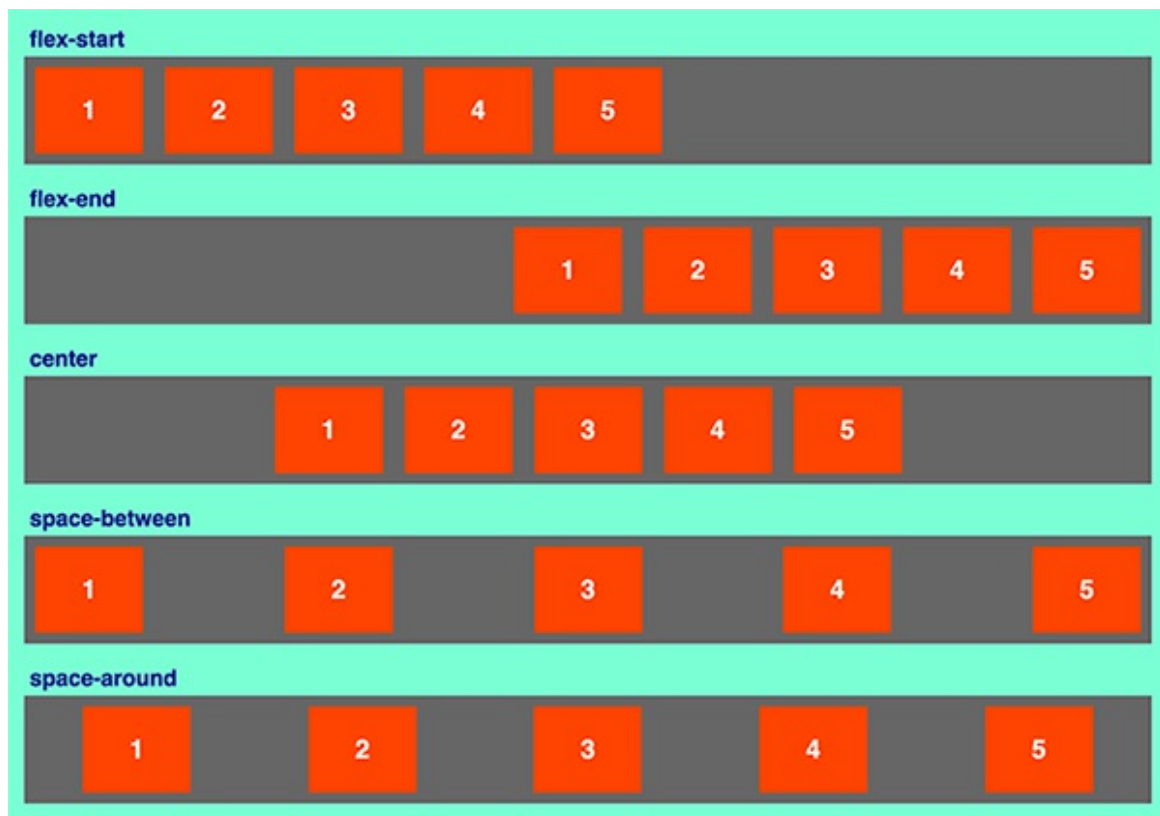 flex-start
1 2 3 4 5
flex-end
1 2 3 4 5
center
1 2 3 4 5
space-between
1 2 3 4 5
space-around
1 2 3 4 5